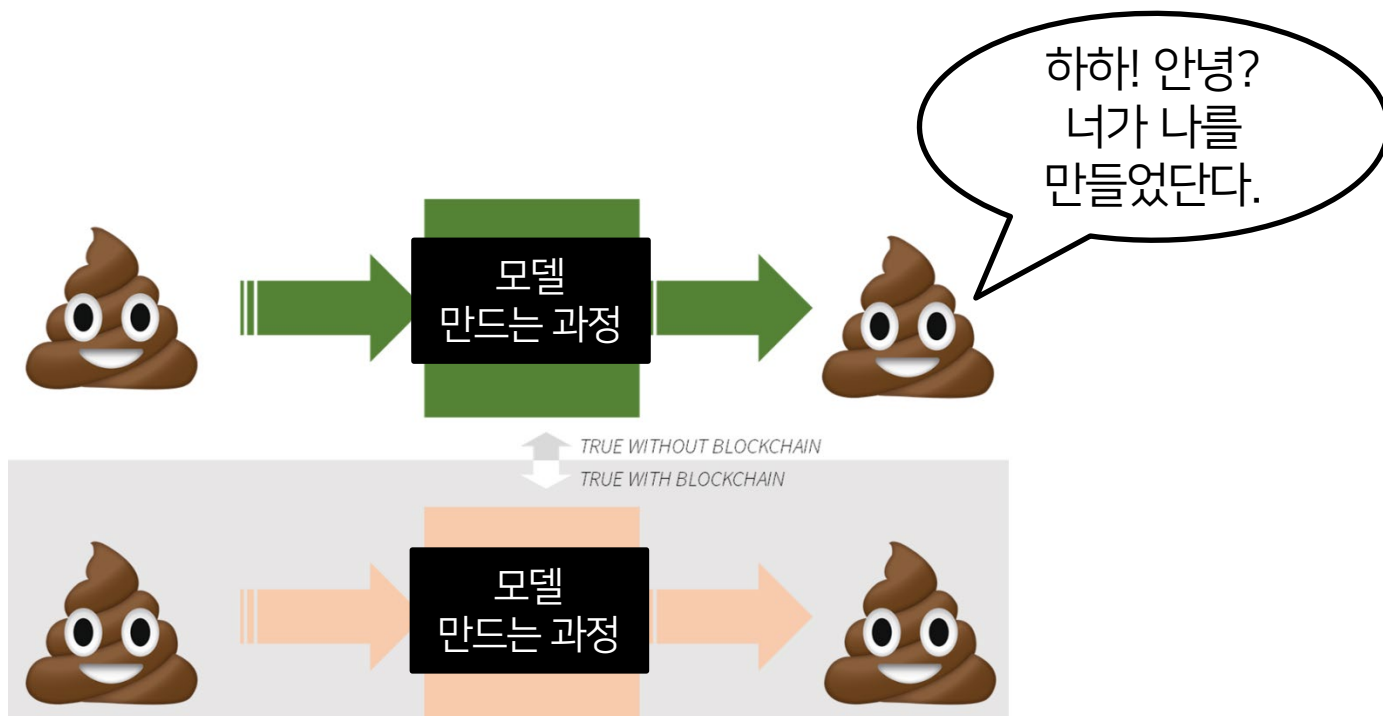 하하! 안녕?
너가 나를
만들었단다.
모델
만드는 과정
TRUE WITHOUT BLOCKCHAIN
TRUE WITH BLOCKCHAIN
모델
만드는 과정